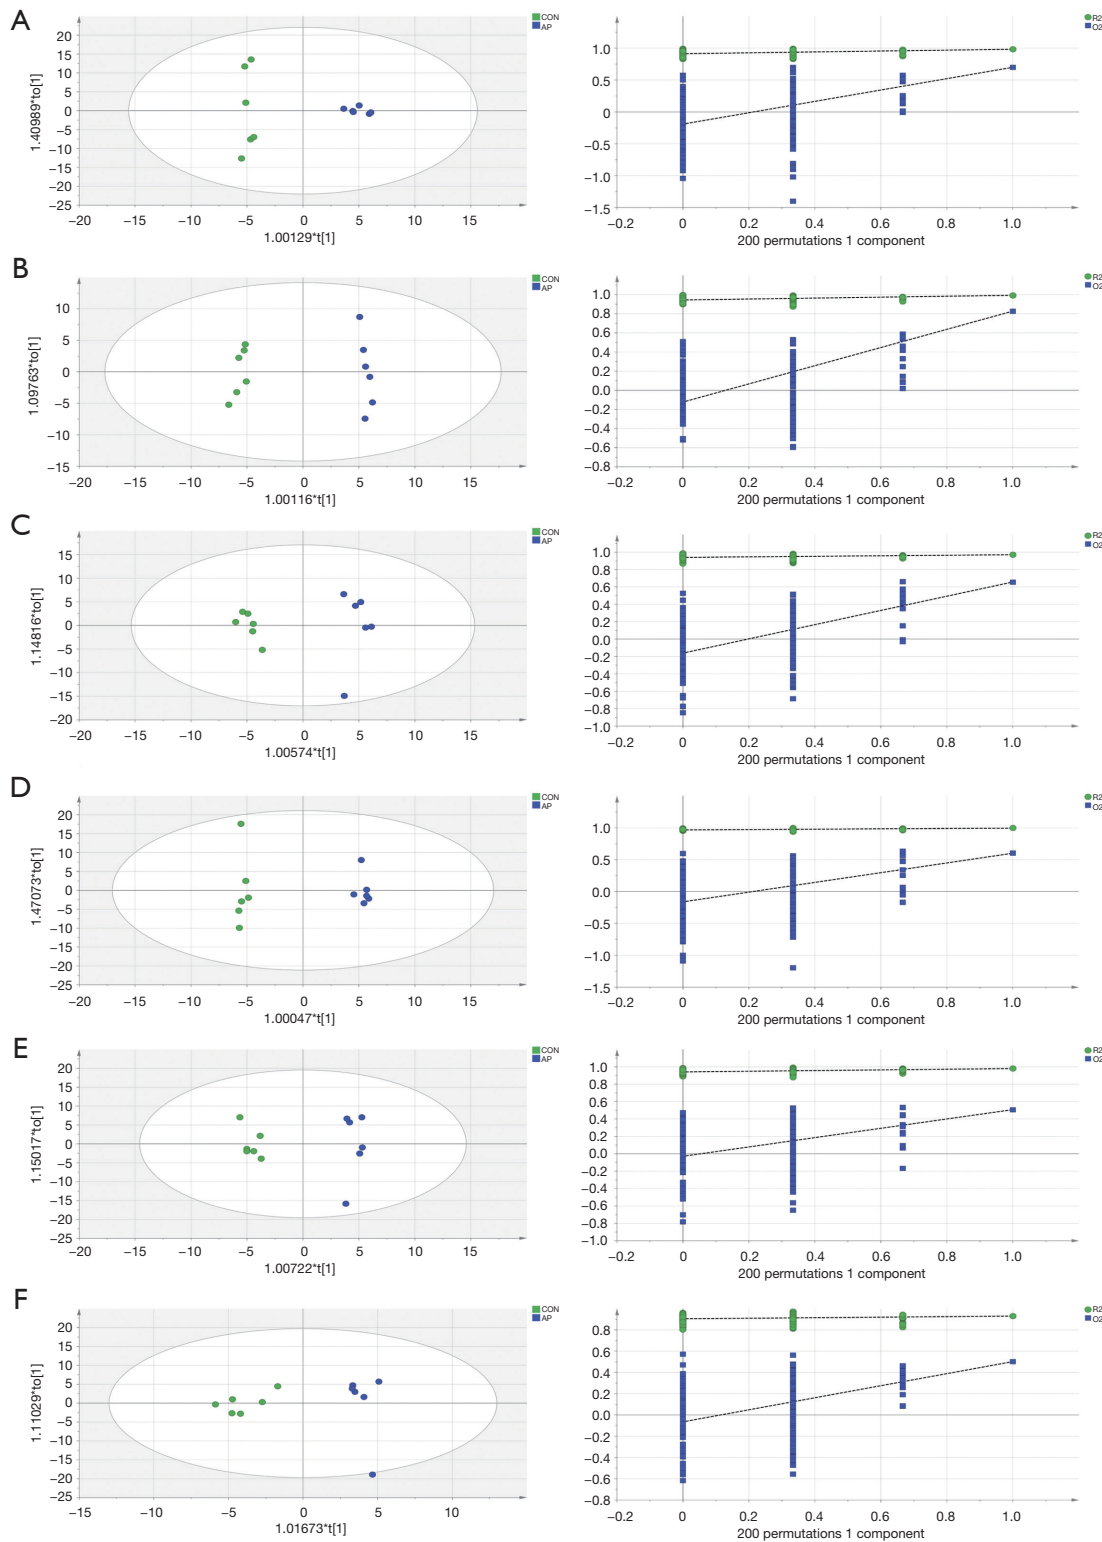 A
CON
AP
20
15
10
5
0
−5
−10
−15
−20
−25
1.40989*to[1]
−20 −15 −10 −5 0 5 10 15
1.00129*t[1]
R2
O2
1.0
0.5
0
−0.5
−1.0
−1.5
−0.2 0 0.2 0.4 0.6 0.8 1.0
200 permutations 1 component
B
CON
AP
10
5
0
−5
−10
−15
1.09763*to[1]
−20 −15 −10 −5 0 5 10 15
1.00116*t[1]
R2
O2
1.0
0.8
0.6
0.4
0.2
0.0
−0.2
−0.4
−0.6
−0.8
−0.2 0 0.2 0.4 0.6 0.8 1.0
200 permutations 1 component
C
CON
AP
15
10
5
0
−5
−10
−15
−20
1.14816*to[1]
−20 −15 −10 −5 0 5 10 15
1.00574*t[1]
R2
O2
1.0
0.8
0.6
0.4
0.2
0.0
−0.2
−0.4
−0.6
−0.8
−1.0
−0.2 0 0.2 0.4 0.6 0.8 1.0
200 permutations 1 component
D
CON
AP
20
15
10
5
0
−5
−10
−15
−20
−25
1.47073*to[1]
−20 −15 −10 −5 0 5 10 15
1.00047*t[1]
R2
O2
1.0
0.5
0.0
−0.5
−1.0
−1.5
−0.2 0 0.2 0.4 0.6 0.8 1.0
200 permutations 1 component
E
CON
AP
20
15
10
5
0
−5
−10
−15
−20
−25
1.15017*to[1]
−20 −15 −10 −5 0 5 10 15
1.00722*t[1]
R2
O2
1.0
0.8
0.6
0.4
0.2
0.0
−0.2
−0.4
−0.6
−0.8
−1.0
−0.2 0 0.2 0.4 0.6 0.8 1.0
200 permutations 1 component
F
CON
AP
20
15
10
5
0
−5
−10
−15
−20
−25
1.11029*to[1]
−15 −10 −5 0 5 10
1.01673*t[1]
R2
O2
0.8
0.6
0.4
0.2
0.0
−0.2
−0.4
−0.6
−0.8
−0.2 0 0.2 0.4 0.6 0.8 1.0
200 permutations 1 component